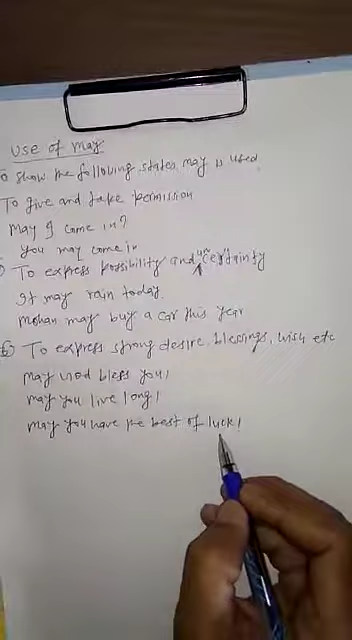 Use of may
To show the following states may is used.
To give and take permission
May I come in?
You may come in
To express possibility and uncertainty
It may rain today.
Mohan may buy a car this year
To express strong desire, blessings, wish etc
May God bless you!
May you live long!
May you have the best of luck!